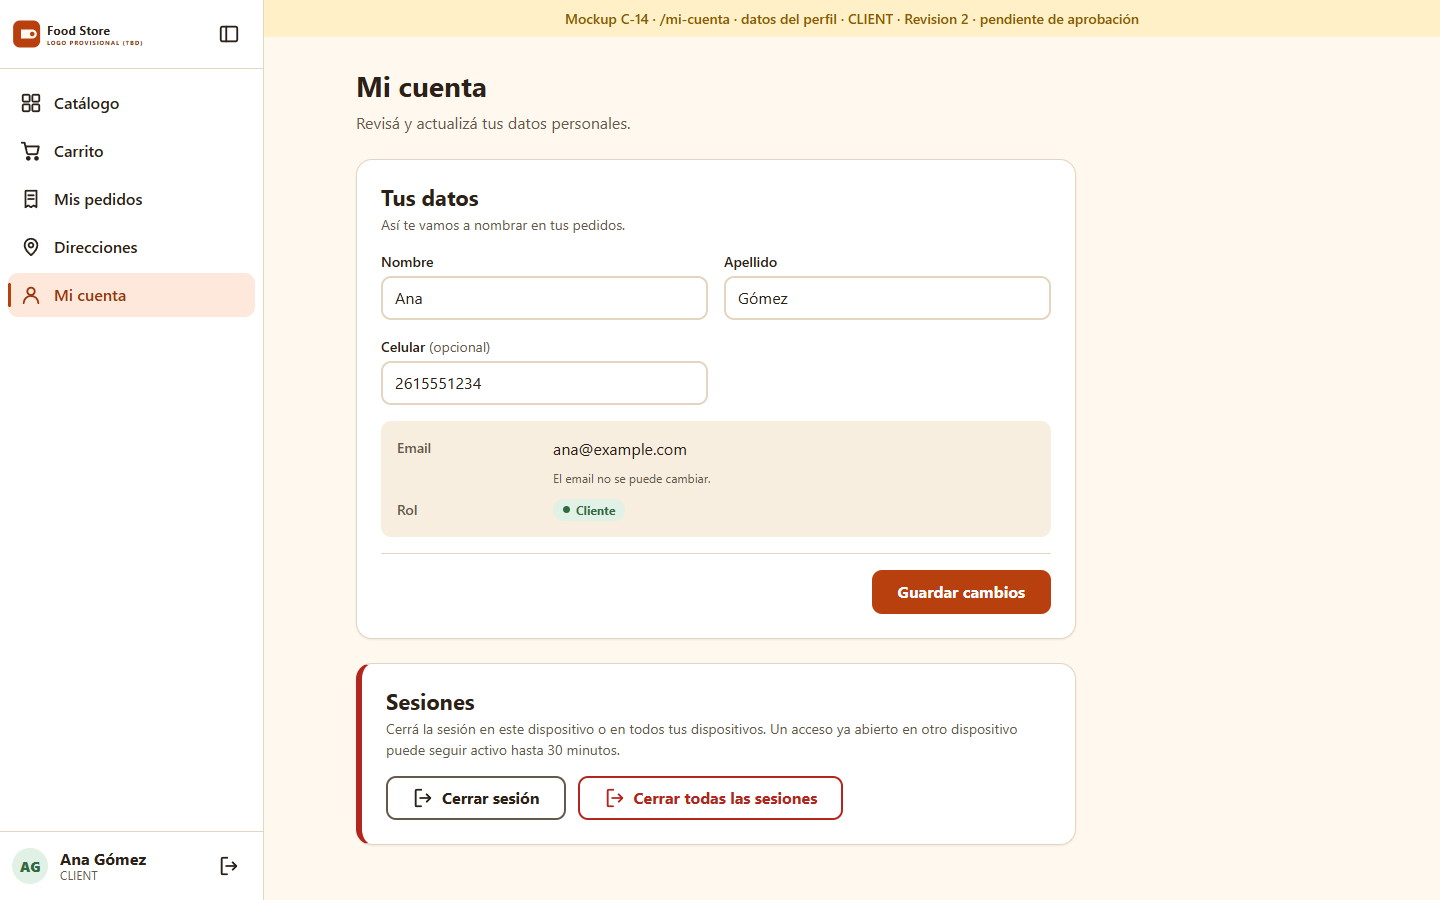 Food Store
LOGO PROVISIONAL (TBD)
Catálogo
Carrito
Mis pedidos
Direcciones
Mi cuenta
AG
Ana Gómez
CLIENT
Mockup C-14 · /mi-cuenta · datos del perfil · CLIENT · Revision 2 · pendiente de aprobación
Mi cuenta
Revisá y actualizá tus datos personales.
Tus datos
Así te vamos a nombrar en tus pedidos.
Nombre
Apellido
Ana
Gómez
Celular (opcional)
2615551234
Email
ana@example.com
El email no se puede cambiar.
Rol
Cliente
Guardar cambios
Sesiones
Cerrá la sesión en este dispositivo o en todos tus dispositivos. Un acceso ya abierto en otro dispositivo
puede seguir activo hasta 30 minutos.
Cerrar sesión
Cerrar todas las sesiones